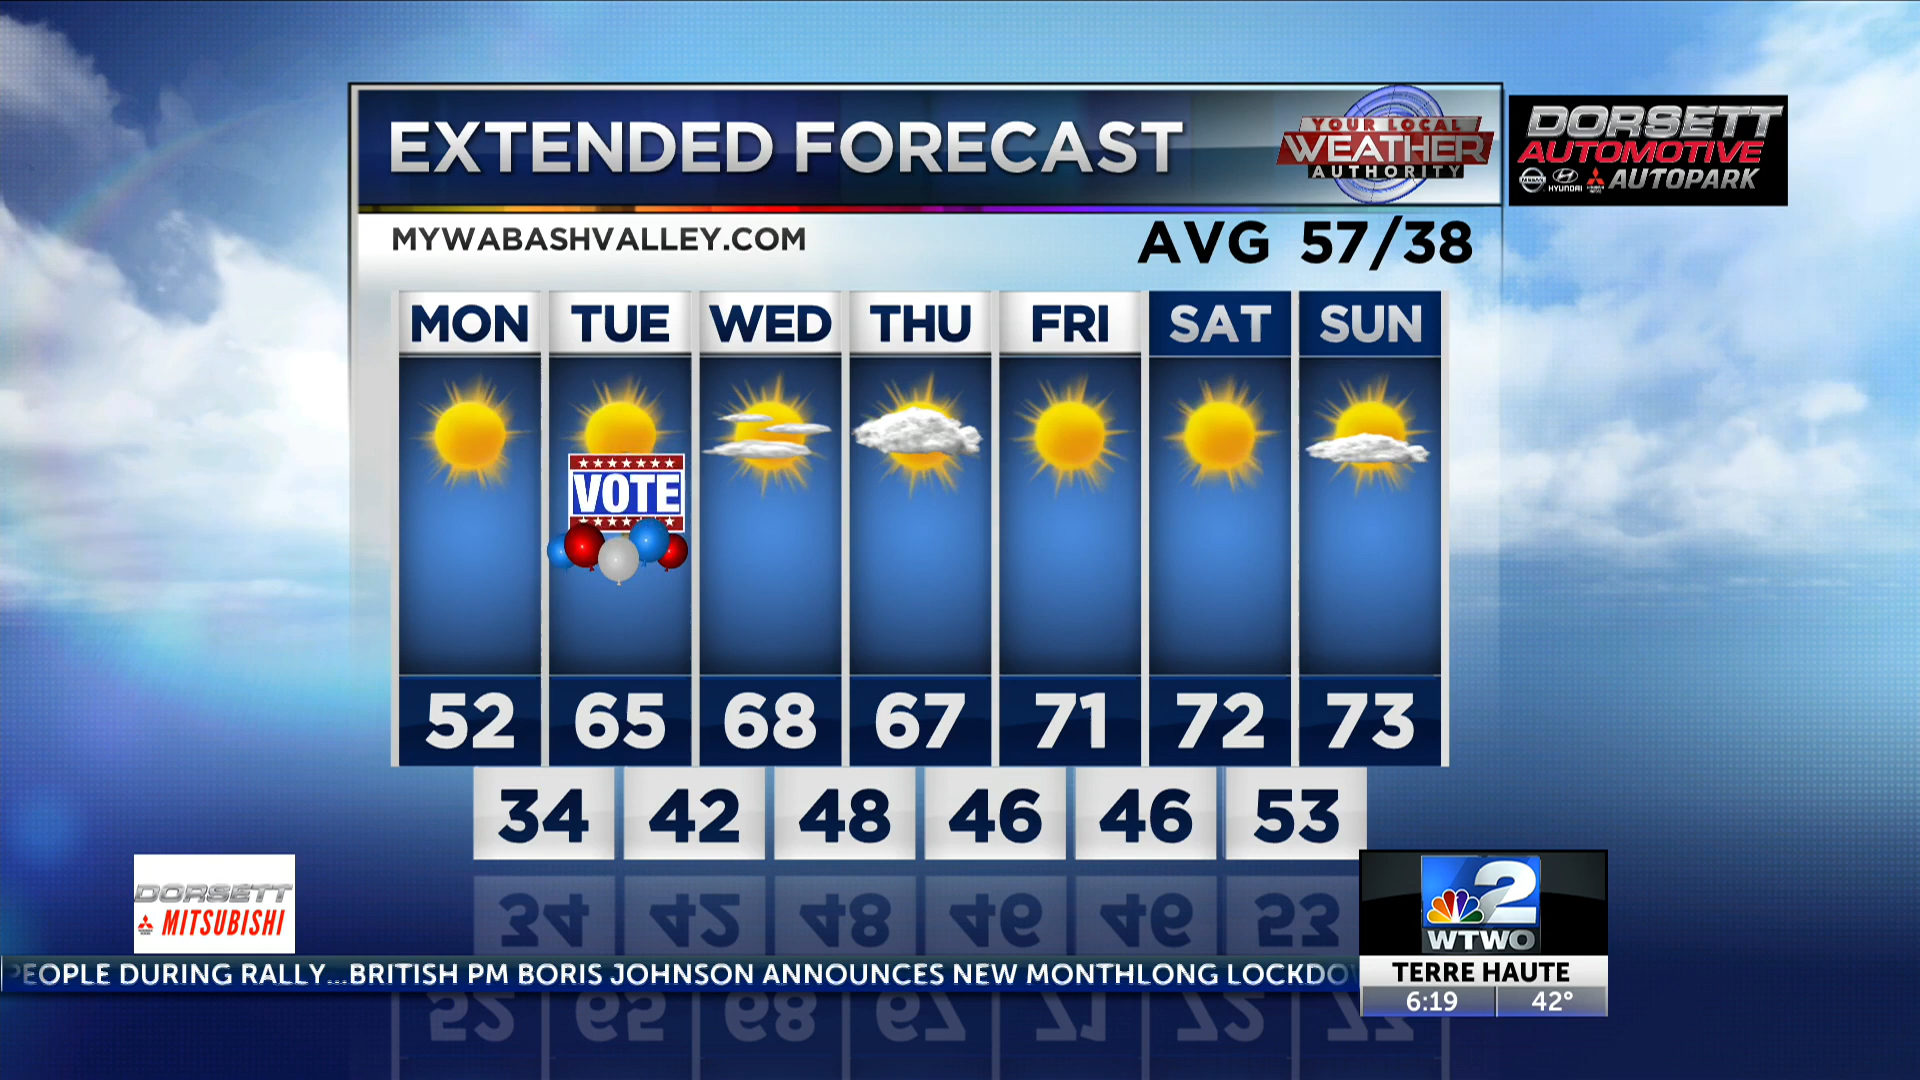 EXTENDED FORECAST
YOUR LOCAL
WEATHER
AUTHORITY
DORSETT
AUTOMOTIVE
NISSAN HYUNDAI AUTOPARK
MYWABASHVALLEY.COM
AVG 57/38
MON TUE WED THU FRI SAT SUN
VOTE
52 65 68 67 71 72 73
34 42 48 46 46 53
DORSETT
MITSUBISHI
2
WTWO
EOPLE DURING RALLY...BRITISH PM BORIS JOHNSON ANNOUNCES NEW MONTHLONG LOCKDO
TERRE HAUTE
6:19 42°